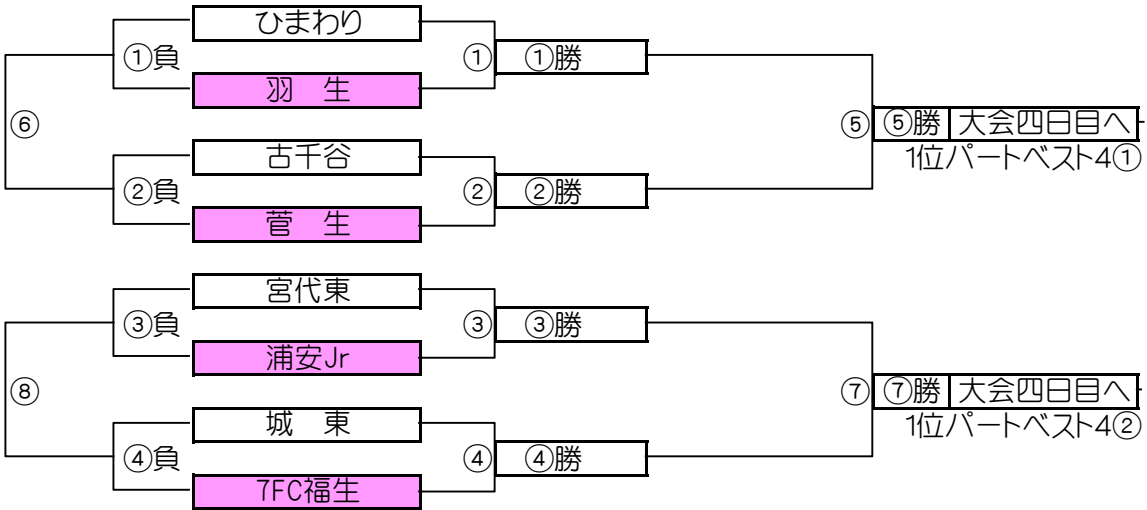 ひまわり
①負 ① ①勝
羽 生
⑥ ⑤ ⑤勝 大会四日目へ
古千谷 1位パートベスト4①
②負 ② ②勝
菅 生
宮代東
③負 ③ ③勝
浦安Jr
⑧ ⑦ ⑦勝 大会四日目へ
城 東 1位パートベスト4②
④負 ④ ④勝
7FC福生